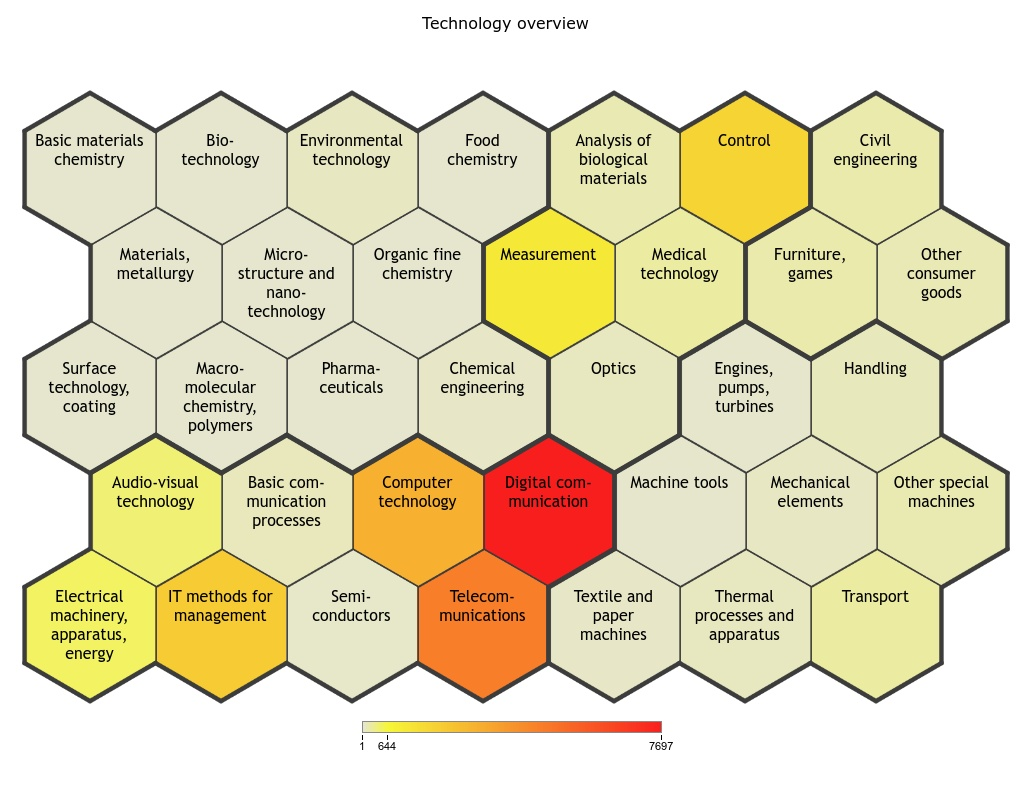 Technology overview
Basic materials
chemistry
Bio-
technology
Environmental
technology
Food
chemistry
Analysis of
biological
materials
Control
Civil
engineering
Materials,
metallurgy
Micro-
structure and
nano-
technology
Organic fine
chemistry
Measurement
Medical
technology
Furniture,
games
Other
consumer
goods
Surface
technology,
coating
Macro-
molecular
chemistry,
polymers
Pharma-
ceuticals
Chemical
engineering
Optics
Engines,
pumps,
turbines
Handling
Audio-visual
technology
Basic com-
munication
processes
Computer
technology
Digital com-
munication
Machine tools
Mechanical
elements
Other special
machines
Electrical
machinery,
apparatus,
energy
IT methods for
management
Semi-
conductors
Telecom-
munications
Textile and
paper
machines
Thermal
processes and
apparatus
Transport
1 644 7697